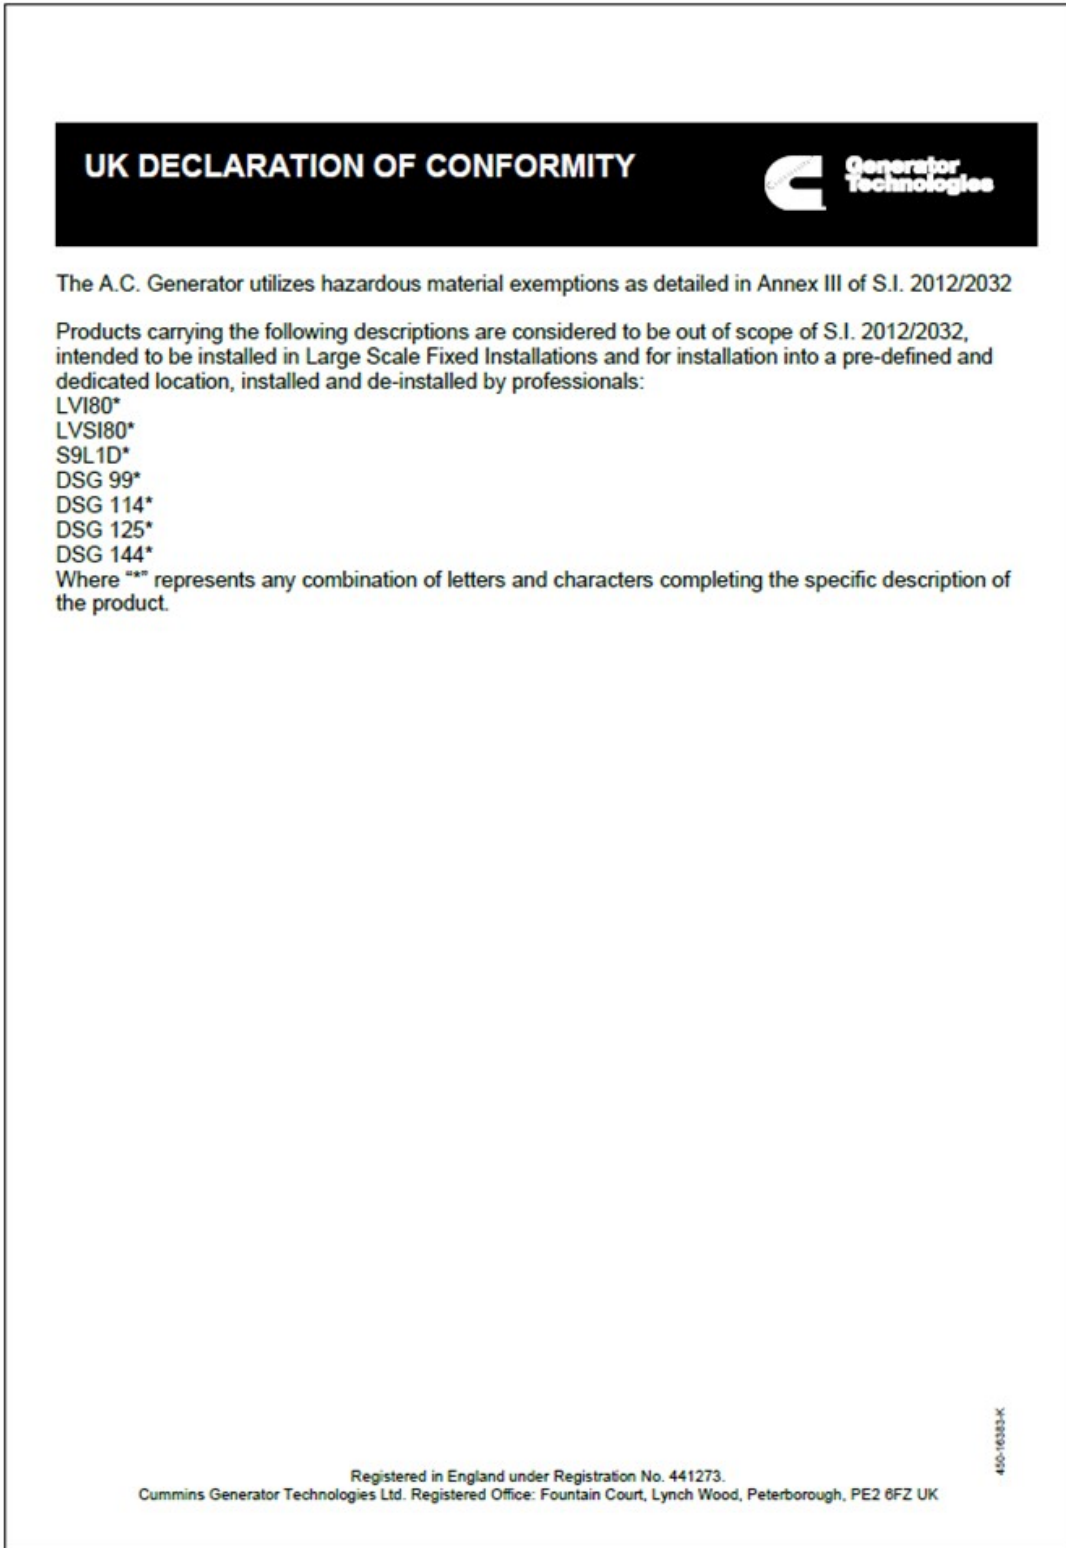 UK DECLARATION OF CONFORMITY
Generator
Technologies
The A.C. Generator utilizes hazardous material exemptions as detailed in Annex III of S.I. 2012/2032
Products carrying the following descriptions are considered to be out of scope of S.I. 2012/2032,
intended to be installed in Large Scale Fixed Installations and for installation into a pre-defined and
dedicated location, installed and de-installed by professionals:
LVI80*
LVSI80*
S9L1D*
DSG 99*
DSG 114*
DSG 125*
DSG 144*
Where “*” represents any combination of letters and characters completing the specific description of
the product.
450-16383-K
Registered in England under Registration No. 441273.
Cummins Generator Technologies Ltd. Registered Office: Fountain Court, Lynch Wood, Peterborough, PE2 6FZ UK